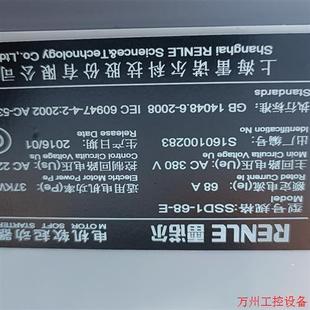 RENLE 雷诺尔
电机软起动器
MOTOR SOFT STARTER
型号规格:SSD1-68-E
Model
额定电流(Ie) 68 A
Rated Current Ie
适用电机功率(Pe): 37KW
Electric Motor Power Pe
主电路电压(Ue) AC 380 V
Main Circuits Voltage Ue
控制回路电压(Us): AC 22
Control Circuits Voltage Us
出厂编号 S160100283
Identification No
生产日期 2016/01
Release Date
执行标准: GB 14048.6-2008 IEC 60947-4-2:2002 AC-53
Standards
上海雷诺尔科技股份有限公司
Shanghai RENLE Science&Technology Co.,Ltd
万州工控设备